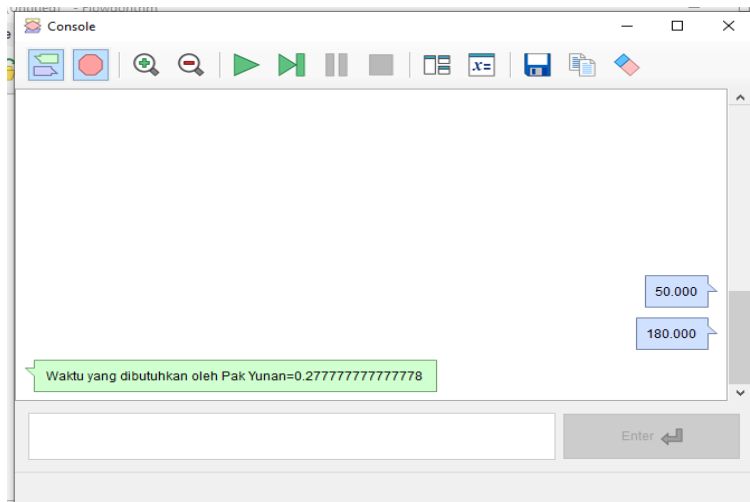 Console
x=
50.000
180.000
Waktu yang dibutuhkan oleh Pak Yunan=0.277777777777778
Enter